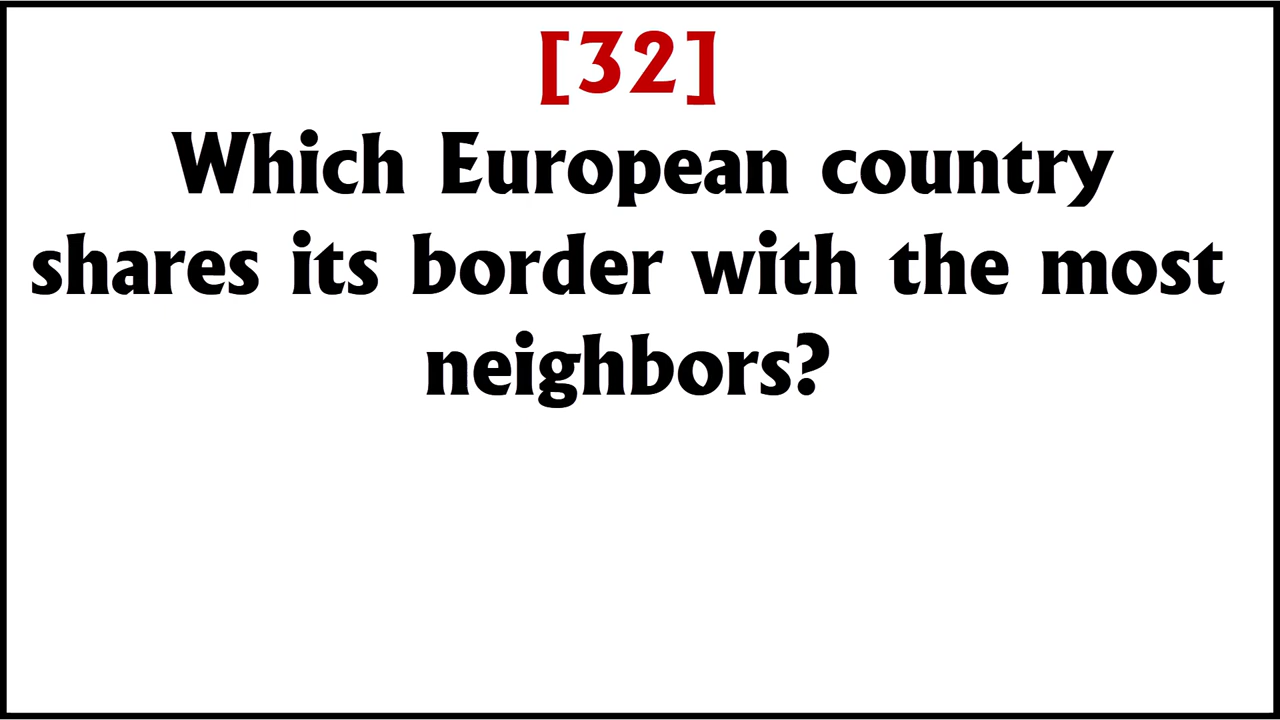 [32]
Which European country
shares its border with the most
neighbors?